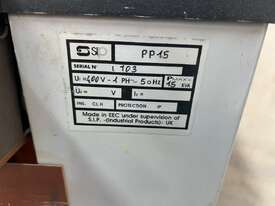 SIP PP15
SERIAL N° 1703
U₁=400V-1 PH~50Hz Pmax= 15 KVA
U₂= V I₂=
INS. CL. H PROTECTION IP
Made in EEC under supervision of
S.I.P. -(Industrial Products)- UK